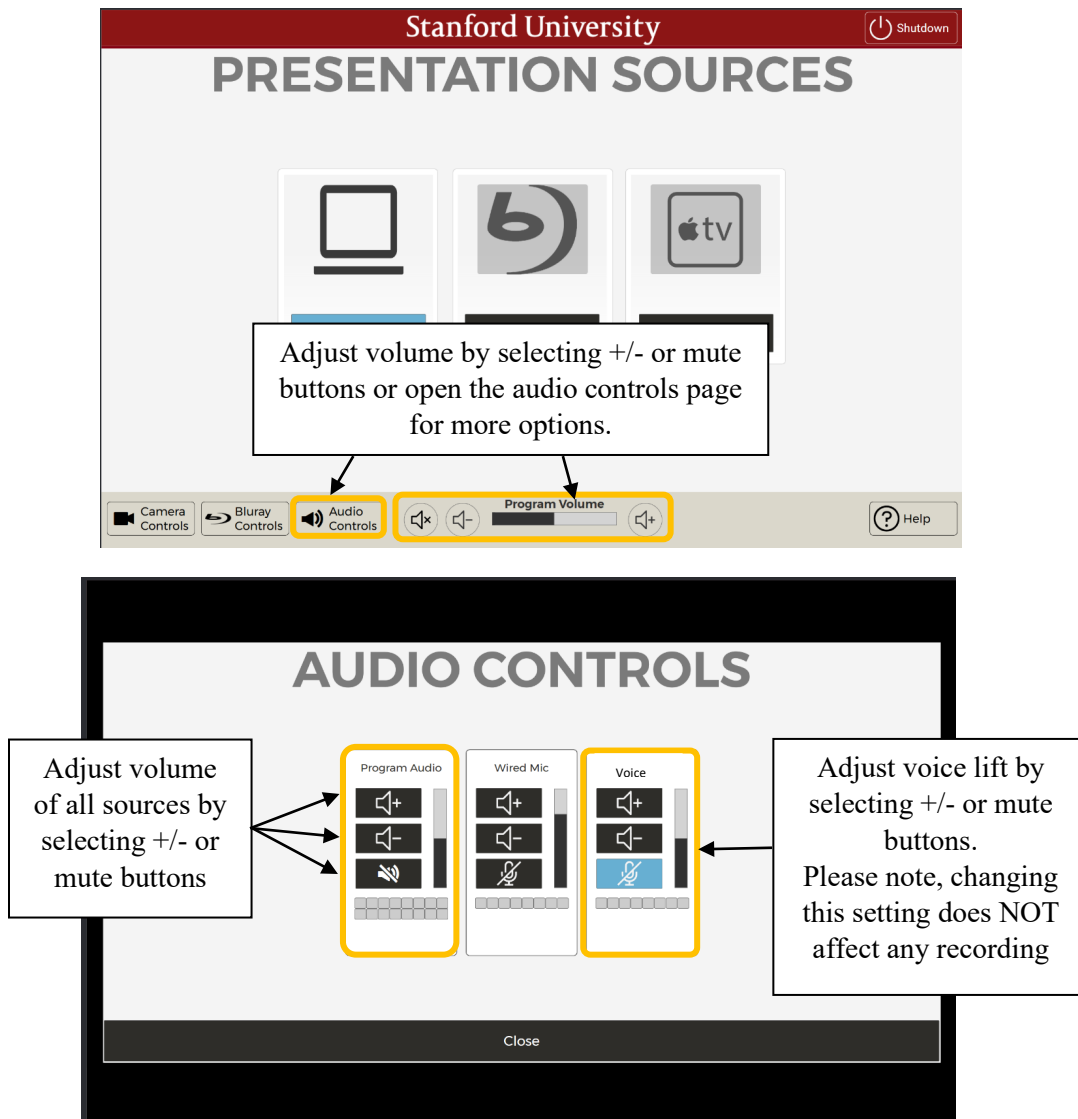 Stanford University
Shutdown
PRESENTATION SOURCES
tv
Adjust volume by selecting +/- or mute
buttons or open the audio controls page
for more options.
Camera
Controls
Bluray
Controls
Audio
Controls
Program Volume
Help
AUDIO CONTROLS
Adjust volume
of all sources by
selecting +/- or
mute buttons
Program Audio
Wired Mic
Voice
Adjust voice lift by
selecting +/- or mute
buttons.
Please note, changing
this setting does NOT
affect any recording
Close